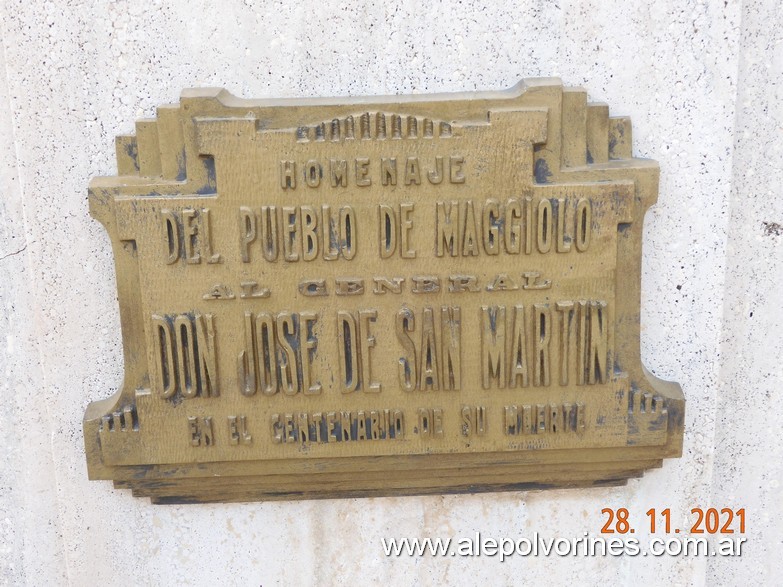 HOMENAJE
DEL PUEBLO DE MAGGIOLO
AL GENERAL
DON JOSE DE SAN MARTIN
EN EL CENTENARIO DE SU MUERTE
28. 11. 2021
www.alepolvorines.com.ar